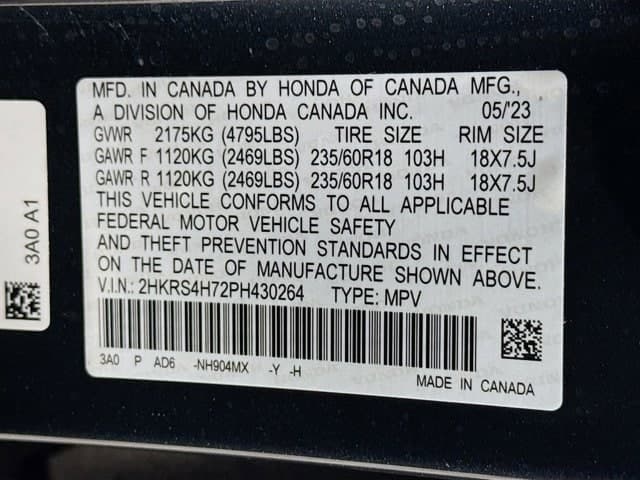 MFD. IN CANADA BY HONDA OF CANADA MFG.,
A DIVISION OF HONDA CANADA INC. 05/'23
GVWR 2175KG (4795LBS) TIRE SIZE RIM SIZE
GAWR F 1120KG (2469LBS) 235/60R18 103H 18X7.5J
GAWR R 1120KG (2469LBS) 235/60R18 103H 18X7.5J
THIS VEHICLE CONFORMS TO ALL APPLICABLE
FEDERAL MOTOR VEHICLE SAFETY
AND THEFT PREVENTION STANDARDS IN EFFECT
ON THE DATE OF MANUFACTURE SHOWN ABOVE.
V.I.N.: 2HKRS4H72PH430264 TYPE: MPV
3A0 P AD6 -NH904MX -Y -H
MADE IN CANADA
3A0 A1